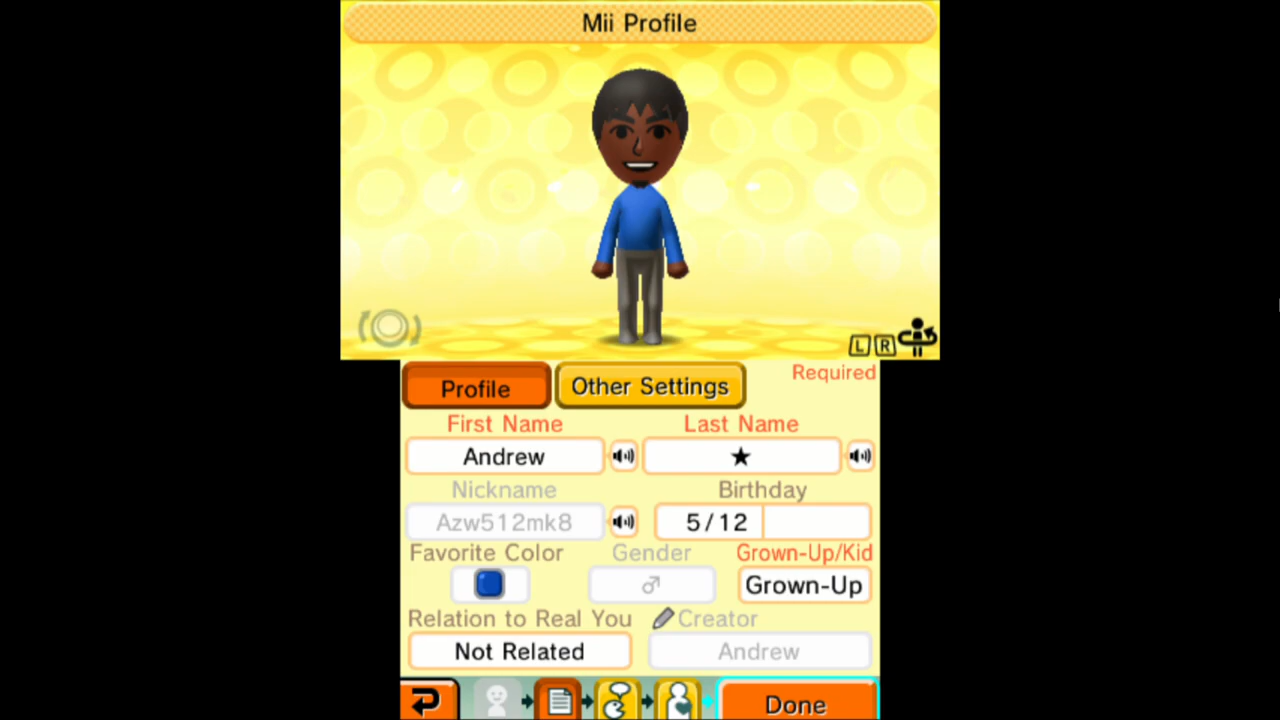 Mii Profile
L R
Profile Other Settings Required
First Name Last Name
Andrew ★
Nickname Birthday
Azw512mk8 5/12
Favorite Color Gender Grown-Up/Kid
♂ Grown-Up
Relation to Real You Creator
Not Related Andrew
Done